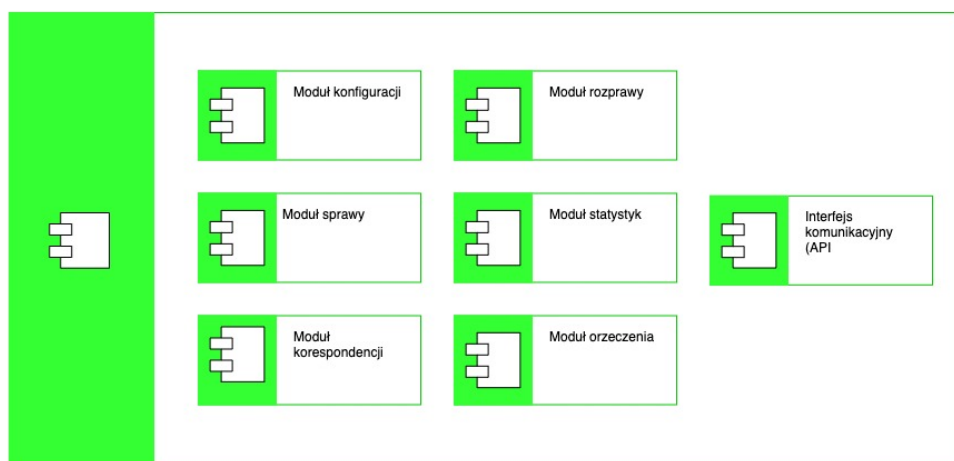 Moduł konfiguracji
Moduł rozprawy
Moduł sprawy
Moduł statystyk
Interfejs
komunikacyjny
(API
Moduł
korespondencji
Moduł orzeczenia